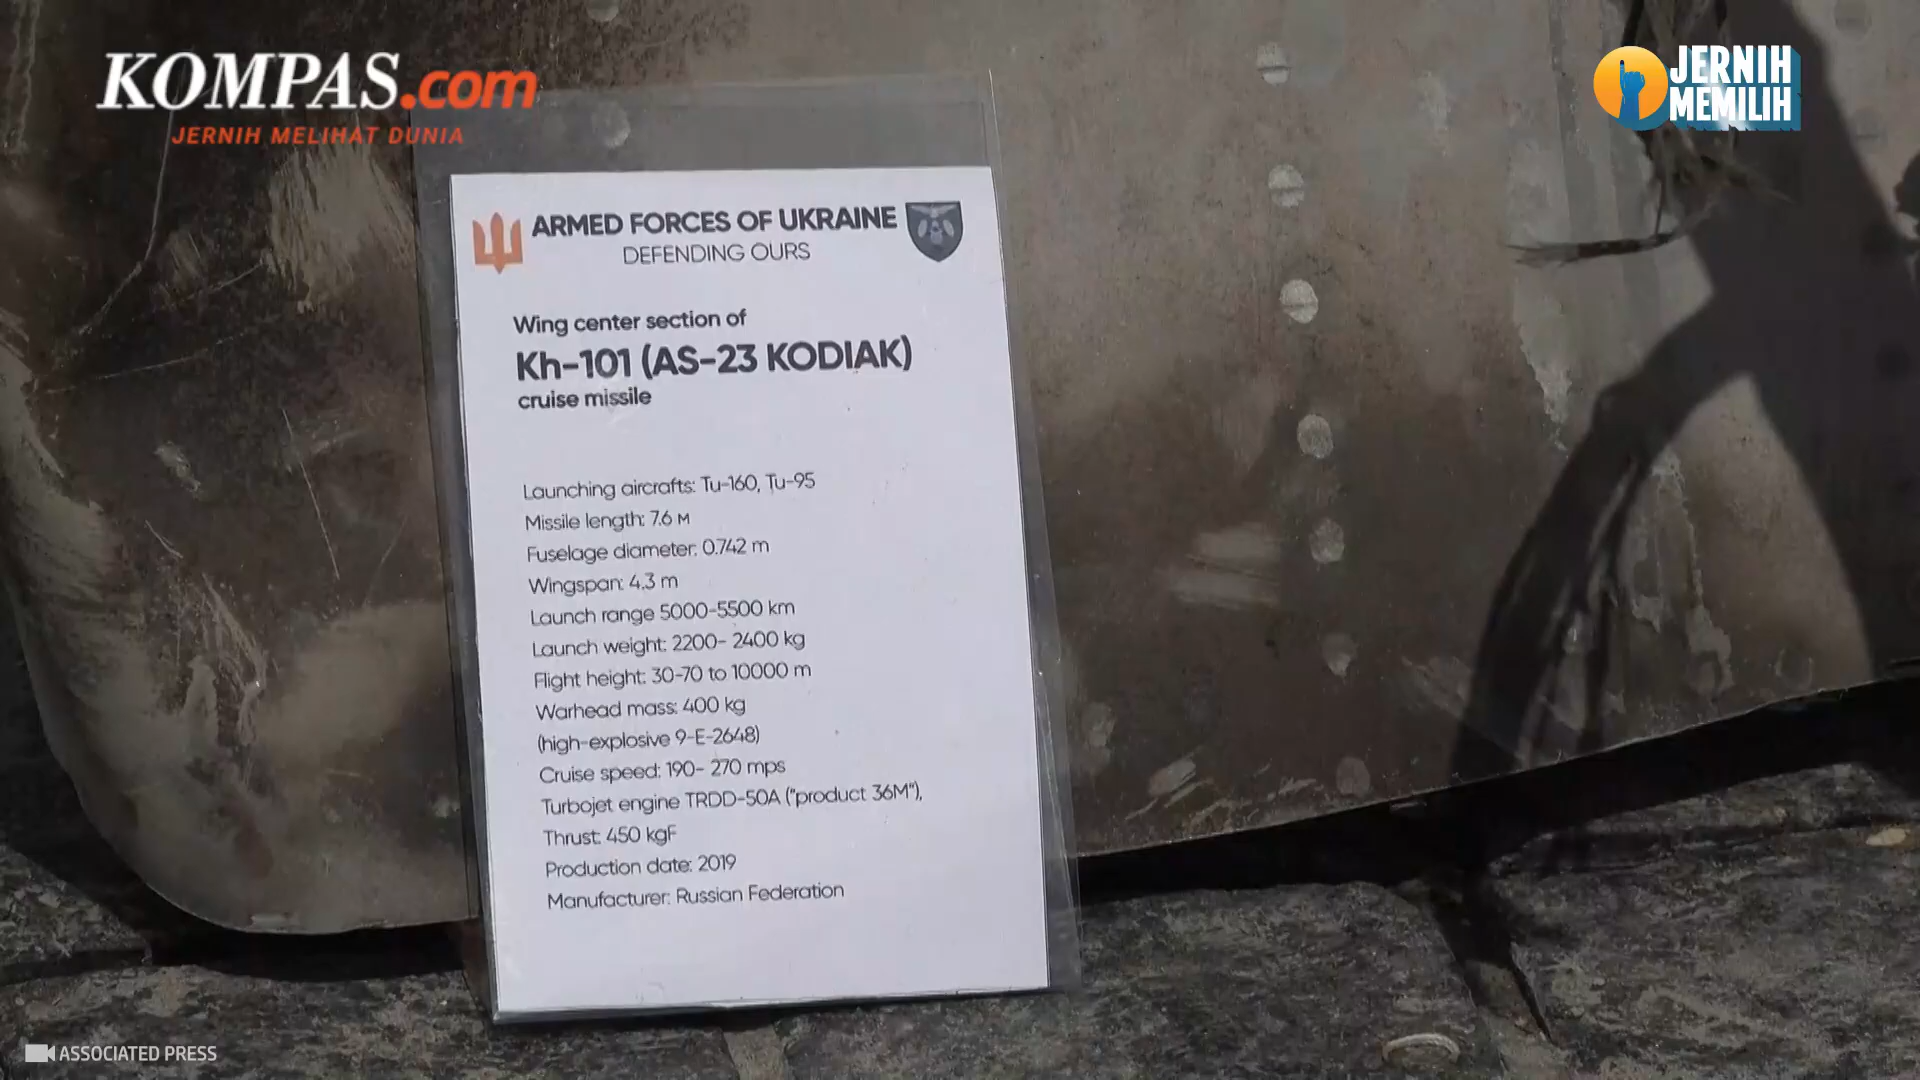 KOMPAS.com
JERNIH MELIHAT DUNIA
JERNIH
MEMILIH
ARMED FORCES OF UKRAINE
DEFENDING OURS
Wing center section of
Kh-101 (AS-23 KODIAK)
cruise missile
Launching aircrafts: Tu-160, Tu-95
Missile length: 7.6 м
Fuselage diameter: 0.742 m
Wingspan: 4.3 m
Launch range 5000-5500 km
Launch weight: 2200- 2400 kg
Flight height: 30-70 to 10000 m
Warhead mass: 400 kg
(high-explosive 9-E-2648)
Cruise speed: 190- 270 mps
Turbojet engine TRDD-50A ("product 36M"),
Thrust: 450 kgF
Production date: 2019
Manufacturer: Russian Federation
ASSOCIATED PRESS